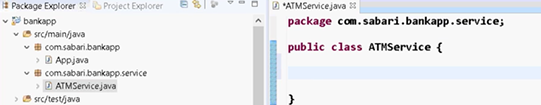 Package Explorer
Project Explorer
bankapp
src/main/java
com.sabari.bankapp
App.java
com.sabari.bankapp.service
ATMService.java
src/test/java
*ATMService.java
package com.sabari.bankapp.service;
public class ATMService {
}